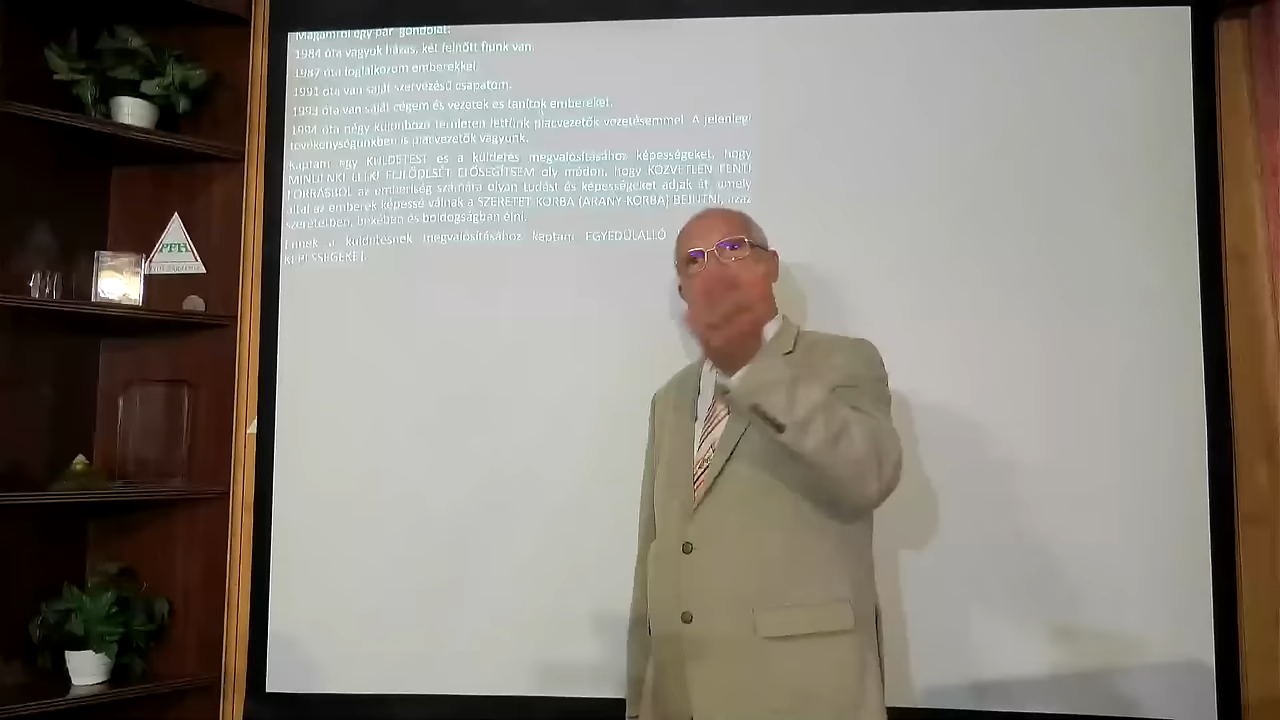 Magamról egy pár gondolat:
1984 óta vagyok házas, két felnőtt fiunk van.
1987 óta foglalkozom emberekkel.
1991 óta van saját szervezésű csapatom.
1993 óta van saját cégem és vezetek és tanítok embereket.
1994 óta négy különböző területen lettünk piacvezetők vezetésemmel. A jelenlegi
tevékenységünkben is piacvezetők vagyunk.
Kaptam egy KÜLDETÉST és a küldetés megvalósításához képességeket, hogy
MINDENKI LELKI FEJLŐDÉSÉT ELŐSEGÍTSEM oly módon, hogy KÖZVETLEN FENTI
FORRÁSBÓL az emberiség számára olyan tudást és képességeket adjak át, amely
által az emberek képessé válnak a SZERETET KORBA (ARANY-KORBA) BEJUTNI, azaz
szeretetben, békében és boldogságban élni.
Ennek a küldetésnek megvalósításához kaptam EGYEDÜLÁLLÓ
KÉPESSÉGEKET.
PFH